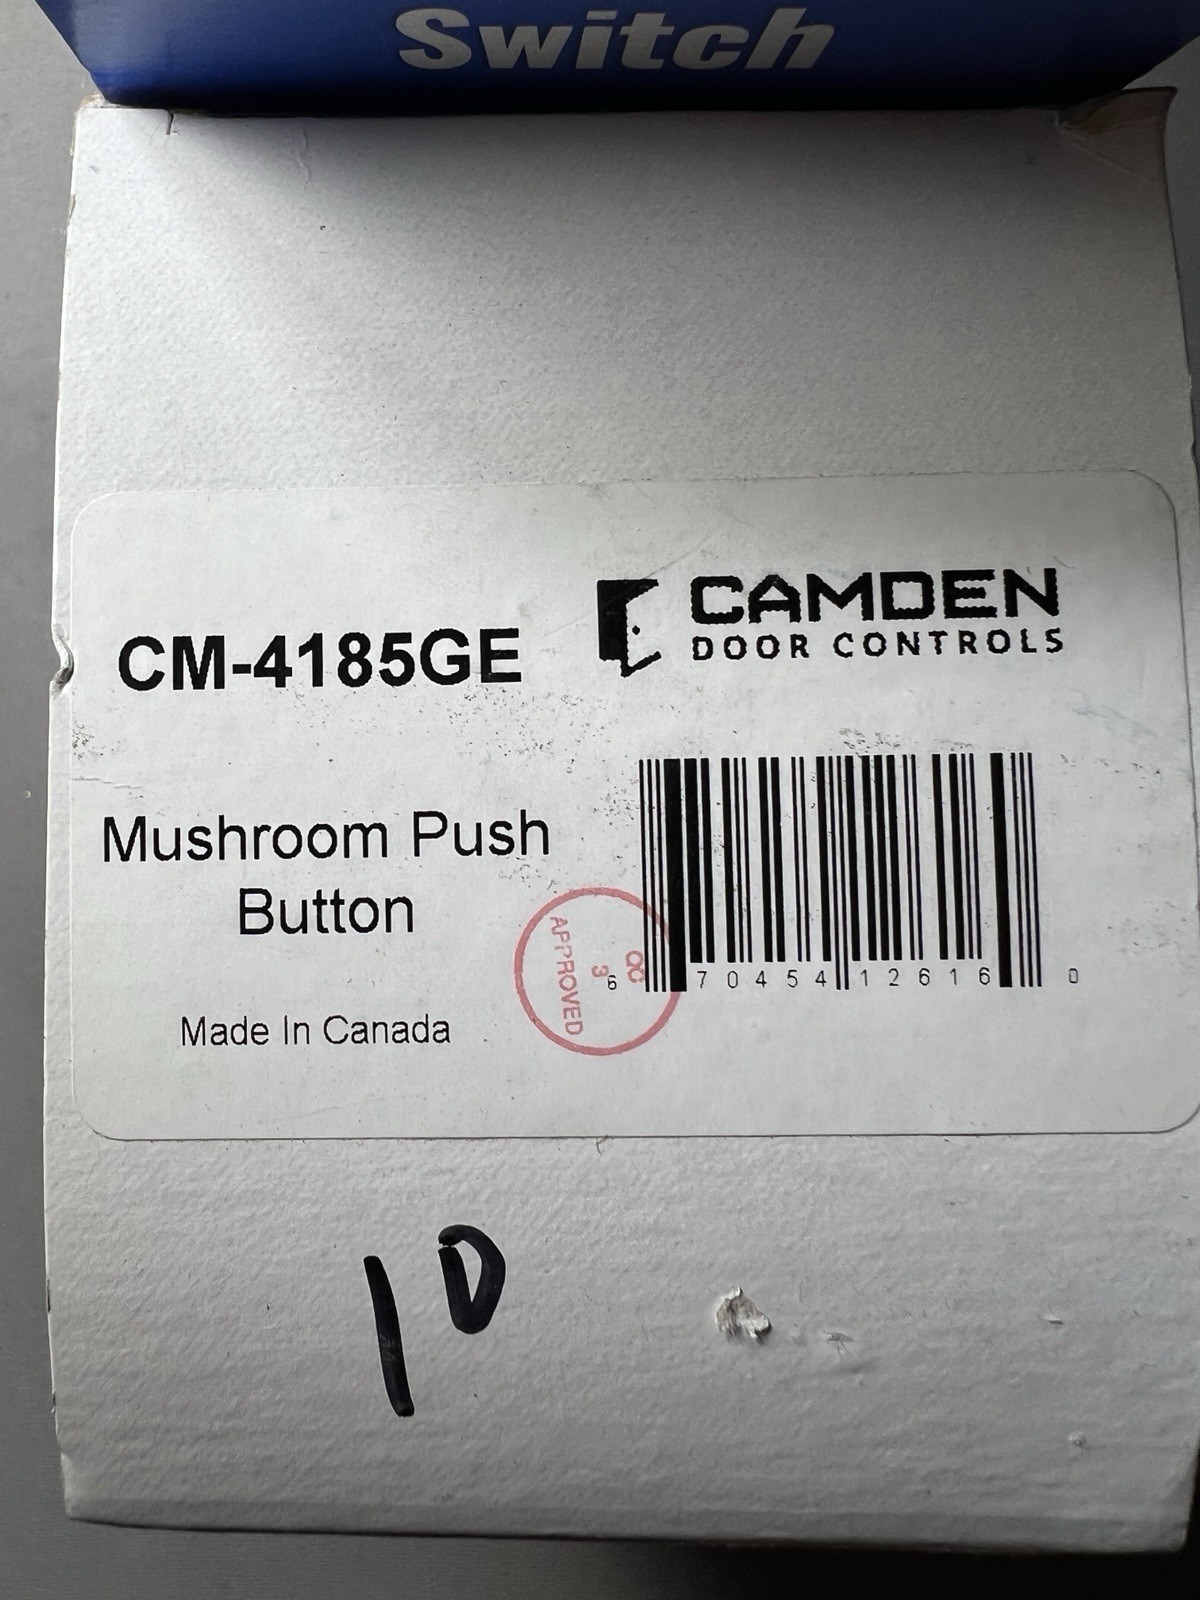 Switch
CAMDEN
DOOR CONTROLS
CM-4185GE
Mushroom Push
Button
Made In Canada
QC
3
APPROVED
6 70454 12616 0
10